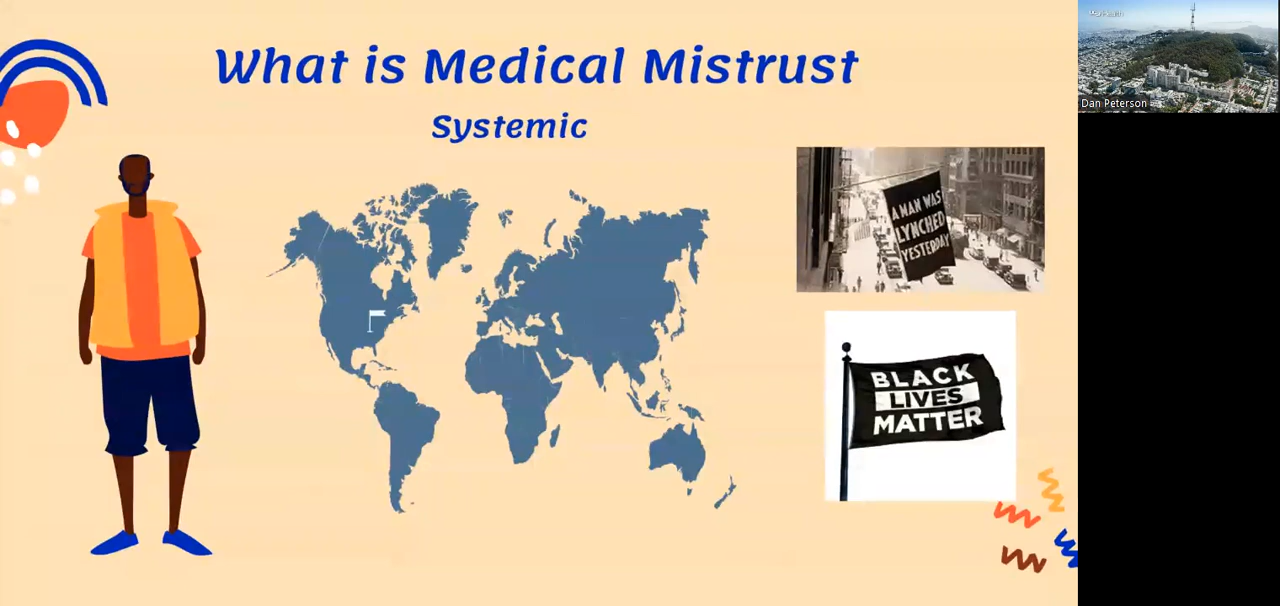 What is Medical Mistrust
Systemic
A MAN WAS
LYNCHED
YESTERDAY
BLACK
LIVES
MATTER
Dan Peterson